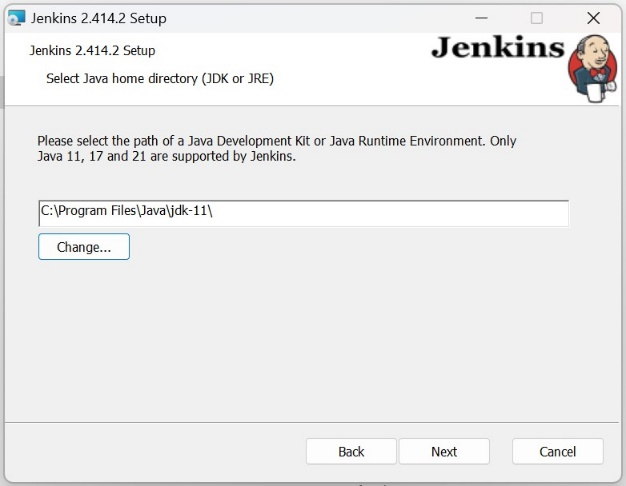 Jenkins 2.414.2 Setup
Jenkins 2.414.2 Setup
Jenkins
Select Java home directory (JDK or JRE)
Please select the path of a Java Development Kit or Java Runtime Environment. Only
Java 11, 17 and 21 are supported by Jenkins.
C:\Program Files\Java\jdk-11\
Change...
Back
Next
Cancel